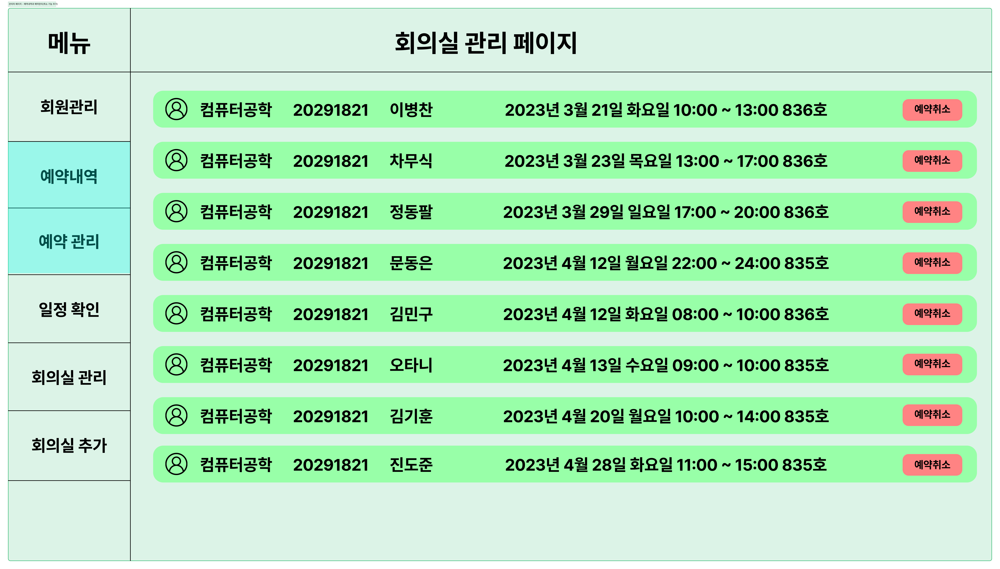 관리자 페이지 - 예약내역과 예약관리(취소 기능 추가)
메뉴
회의실 관리 페이지
회원관리
예약내역
예약 관리
일정 확인
회의실 관리
회의실 추가
컴퓨터공학 20291821 이병찬 2023년 3월 21일 화요일 10:00 ~ 13:00 836호 예약취소
컴퓨터공학 20291821 차무식 2023년 3월 23일 목요일 13:00 ~ 17:00 836호 예약취소
컴퓨터공학 20291821 정동팔 2023년 3월 29일 일요일 17:00 ~ 20:00 836호 예약취소
컴퓨터공학 20291821 문동은 2023년 4월 12일 월요일 22:00 ~ 24:00 835호 예약취소
컴퓨터공학 20291821 김민구 2023년 4월 12일 화요일 08:00 ~ 10:00 836호 예약취소
컴퓨터공학 20291821 오타니 2023년 4월 13일 수요일 09:00 ~ 10:00 835호 예약취소
컴퓨터공학 20291821 김기훈 2023년 4월 20일 월요일 10:00 ~ 14:00 835호 예약취소
컴퓨터공학 20291821 진도준 2023년 4월 28일 화요일 11:00 ~ 15:00 835호 예약취소